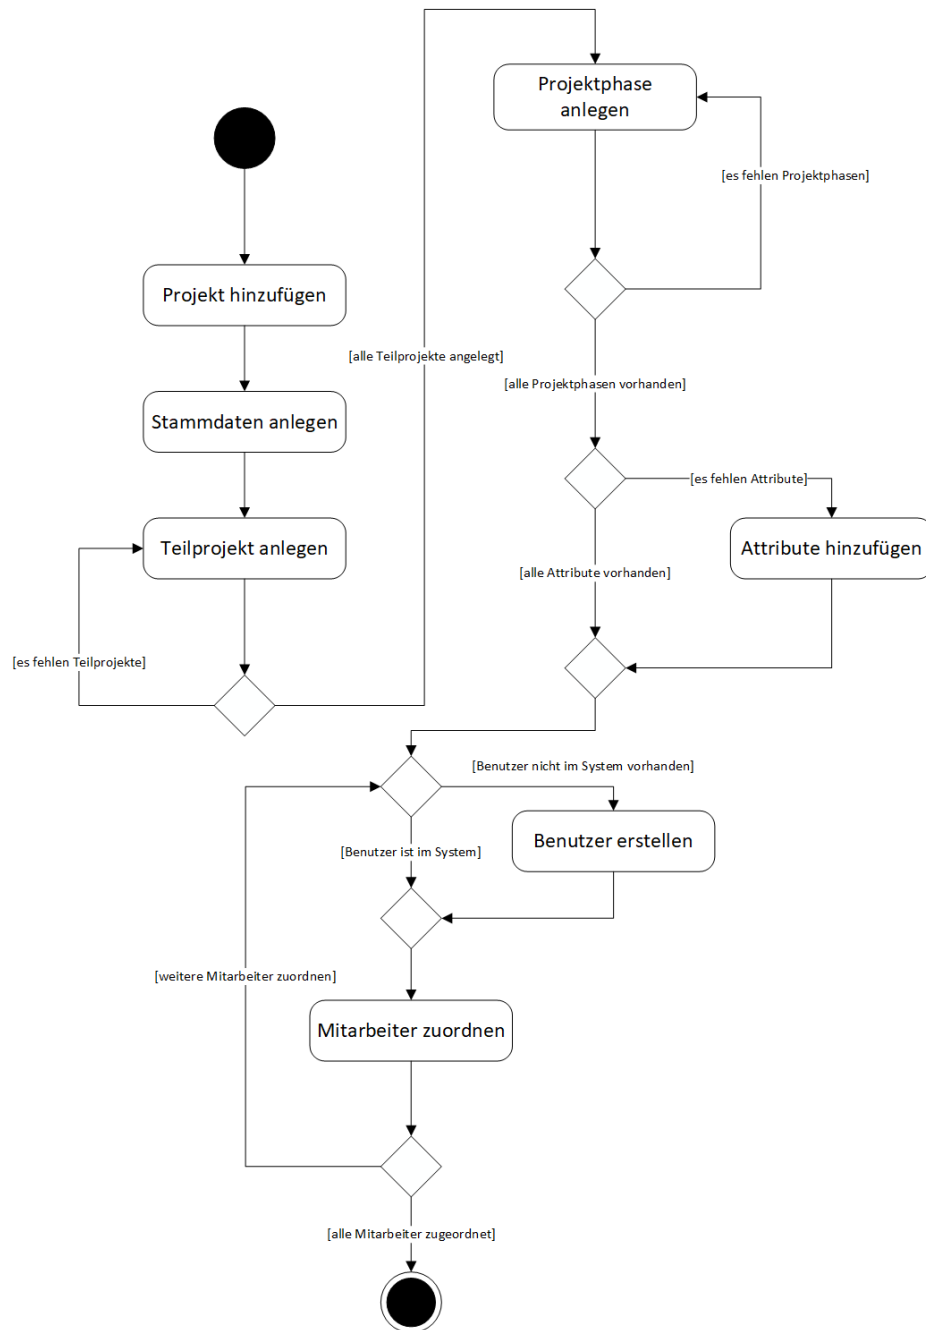 Projekt hinzufügen
Stammdaten anlegen
Teilprojekt anlegen
[es fehlen Teilprojekte]
[alle Teilprojekte angelegt]
Projektphase
anlegen
[es fehlen Projektphasen]
[alle Projektphasen vorhanden]
[es fehlen Attribute]
Attribute hinzufügen
[alle Attribute vorhanden]
[Benutzer nicht im System vorhanden]
Benutzer erstellen
[Benutzer ist im System]
[weitere Mitarbeiter zuordnen]
Mitarbeiter zuordnen
[alle Mitarbeiter zugeordnet]